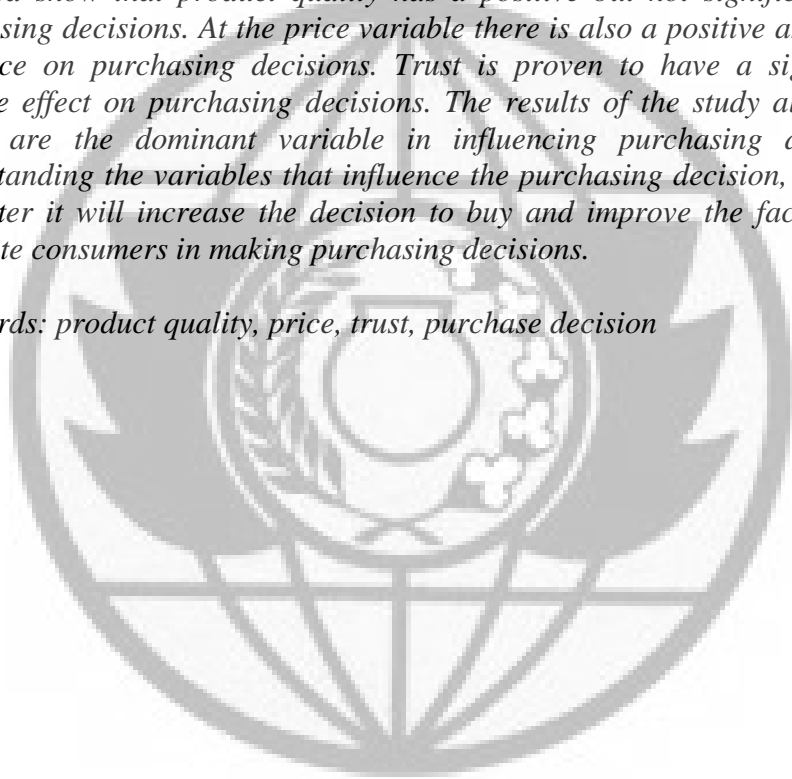 show that product quality has a positive but not signific
sing decisions. At the price variable there is also a positive a
ce on purchasing decisions. Trust is proven to have a sig
e effect on purchasing decisions. The results of the study al
are the dominant variable in influencing purchasing
tanding the variables that influence the purchasing decision,
ter it will increase the decision to buy and improve the fac
te consumers in making purchasing decisions.
rds: product quality, price, trust, purchase decision